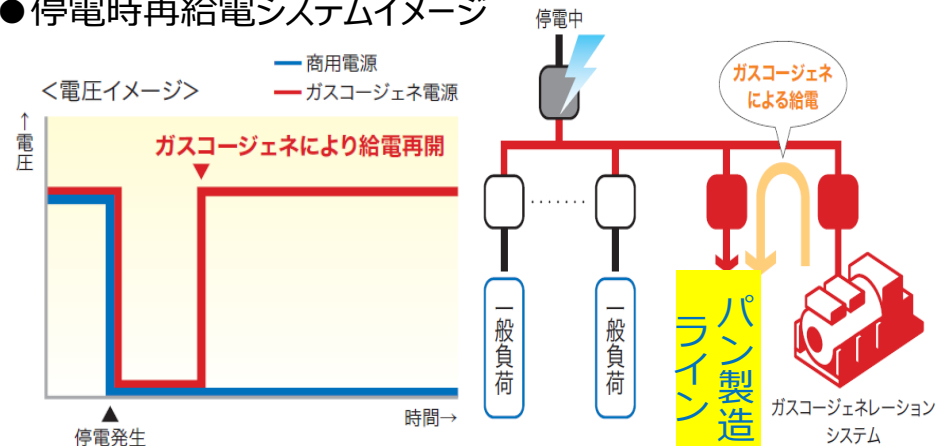 ●停電時再給電システムイメージ
＜電圧イメージ＞
商用電源
ガスコージェネ電源
↑電圧
ガスコージェネにより給電再開
停電発生
時間→
停電中
ガスコージェネ
による給電
一般負荷
・・・・・・・
一般負荷
パン製造
ライン
ガスコージェネレーション
システム